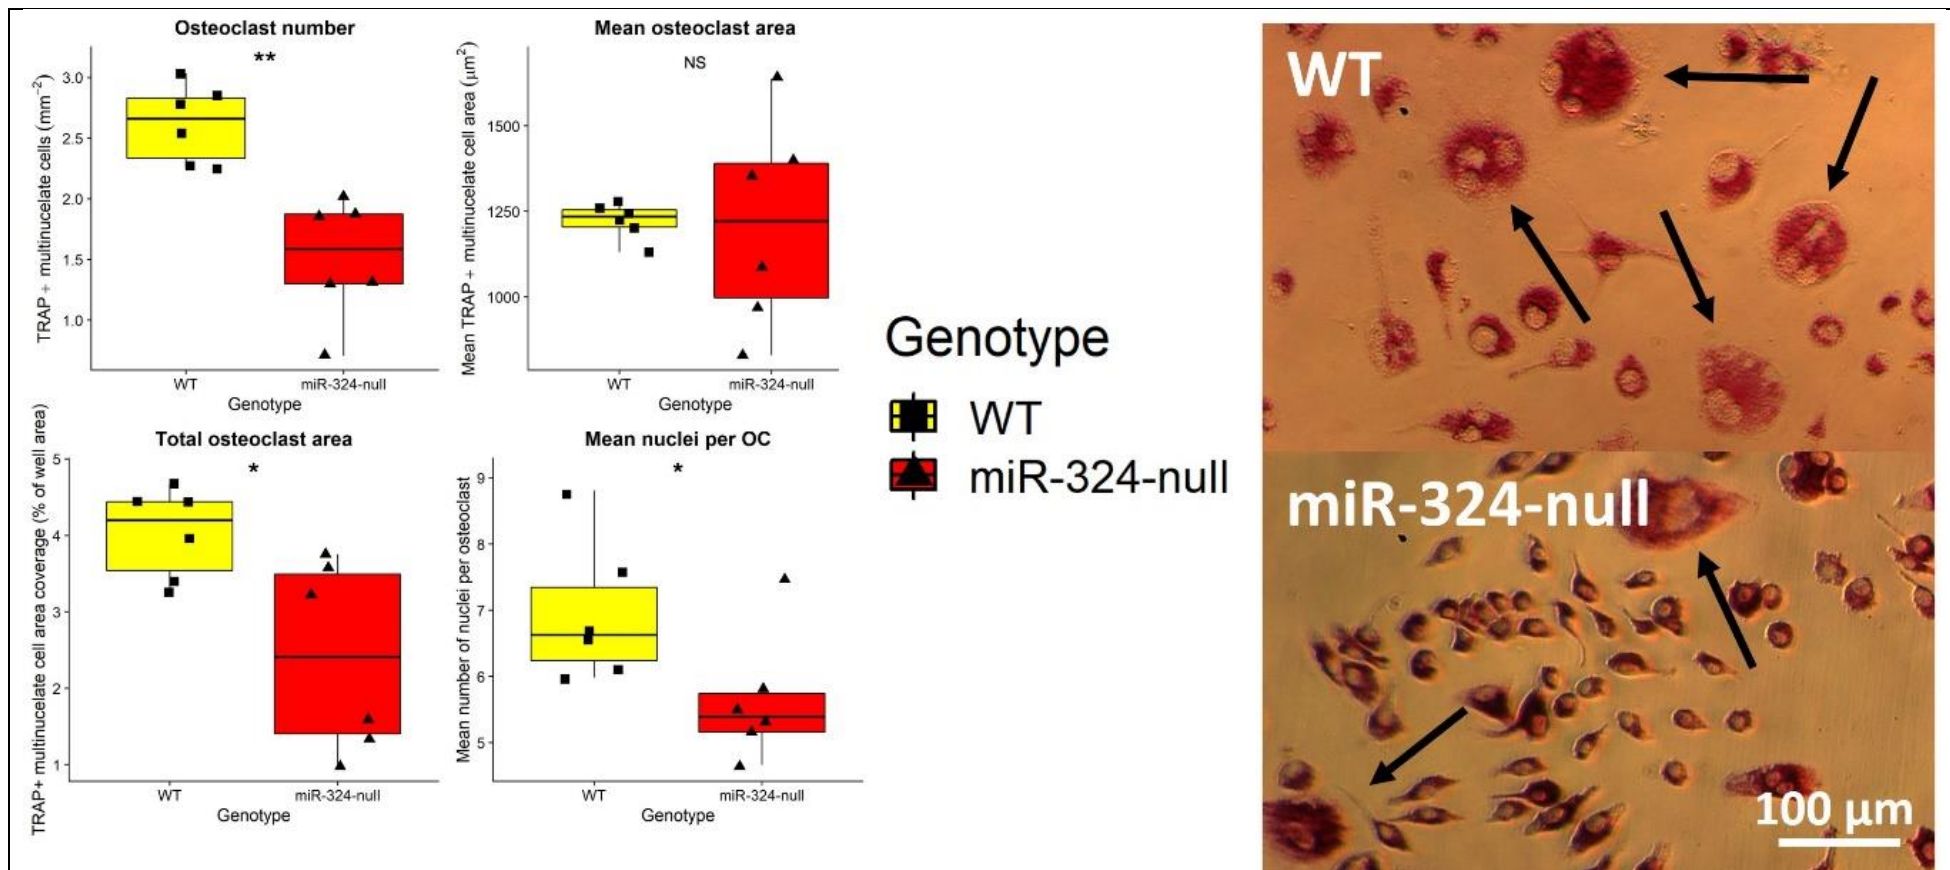 Osteoclast number
**
TRAP + multinucelate cells (mm⁻²)
3.0
2.5
2.0
1.5
1.0
WT
miR-324-null
Genotype
Mean osteoclast area
NS
Mean TRAP + multinucelate cell area (μm²)
1500
1250
1000
WT
miR-324-null
Genotype
Total osteoclast area
*
TRAP+ multinucelate cell area coverage (% of well area)
5
4
3
2
1
WT
miR-324-null
Genotype
Mean nuclei per OC
*
Mean number of nuclei per osteoclast
9
8
7
6
5
WT
miR-324-null
Genotype
Genotype
WT
miR-324-null
WT
miR-324-null
100 μm